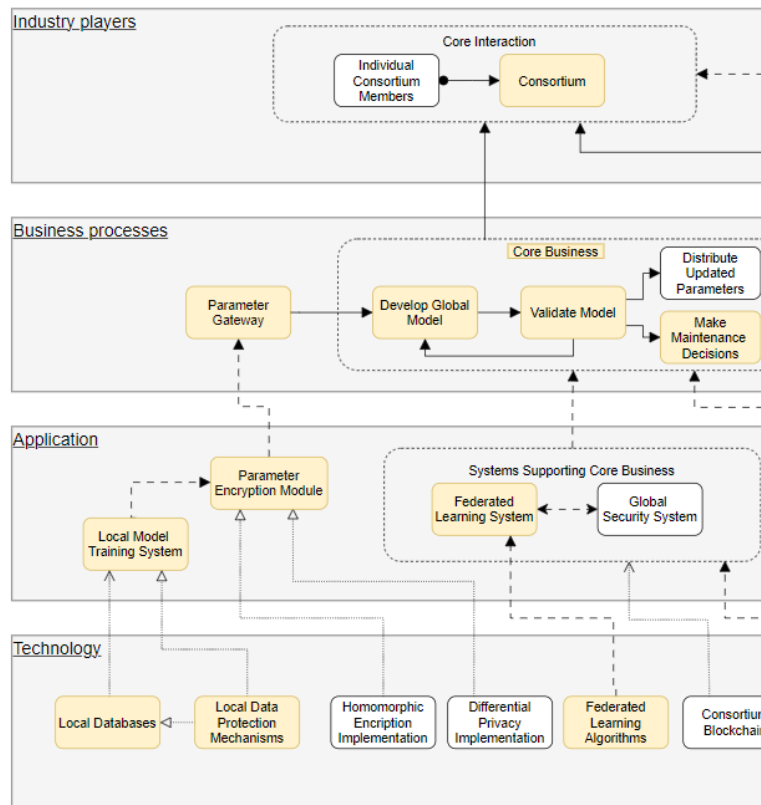 Industry players
Core Interaction
Individual
Consortium
Members
Consortium
Business processes
Core Business
Distribute
Updated
Parameters
Parameter
Gateway
Develop Global
Model
Validate Model
Make
Maintenance
Decisions
Application
Parameter
Encryption Module
Systems Supporting Core Business
Federated
Learning System
Global
Security System
Local Model
Training System
Technology
Local Databases
Local Data
Protection
Mechanisms
Homomorphic
Encription
Implementation
Differential
Privacy
Implementation
Federated
Learning
Algorithms
Consortium
Blockchain